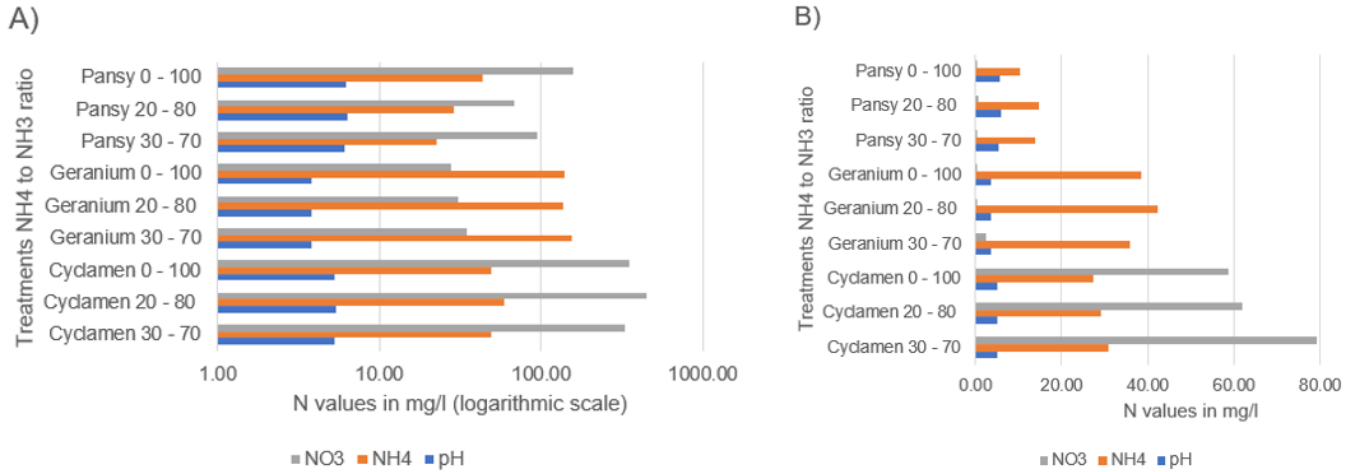 A)
Treatments NH4 to NH3 ratio
Pansy 0 - 100
Pansy 20 - 80
Pansy 30 - 70
Geranium 0 - 100
Geranium 20 - 80
Geranium 30 - 70
Cyclamen 0 - 100
Cyclamen 20 - 80
Cyclamen 30 - 70
1.00 10.00 100.00 1000.00
N values in mg/l (logarithmic scale)
NO3 NH4 pH
B)
Treatments NH4 to NH3 ratio
Pansy 0 - 100
Pansy 20 - 80
Pansy 30 - 70
Geranium 0 - 100
Geranium 20 - 80
Geranium 30 - 70
Cyclamen 0 - 100
Cyclamen 20 - 80
Cyclamen 30 - 70
0.00 20.00 40.00 60.00 80.00
N values in mg/l
NO3 NH4 pH